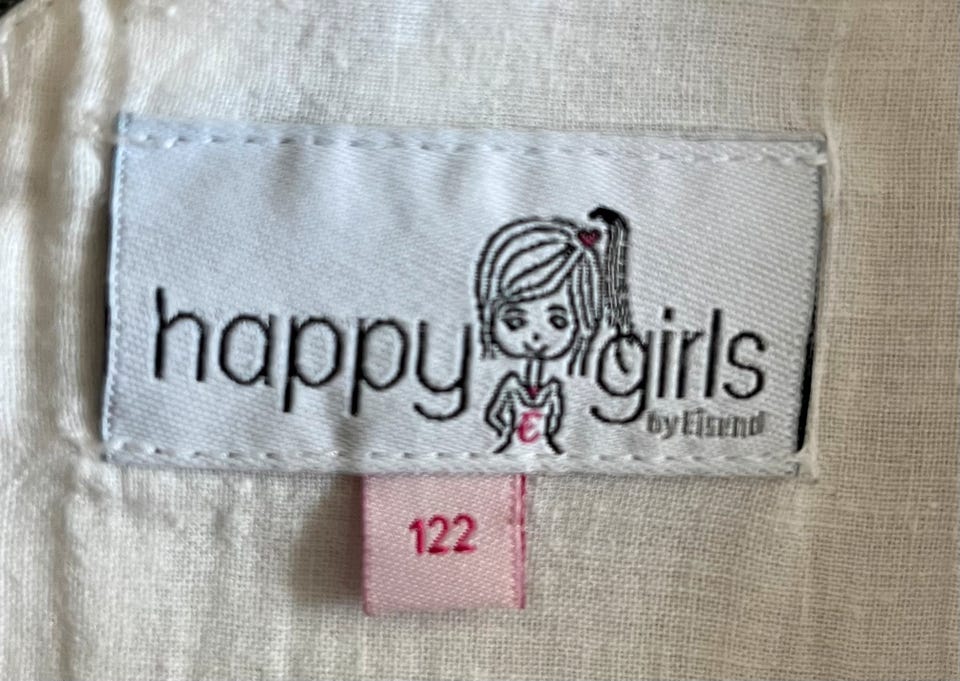 happy girls
by Eisend
E
122